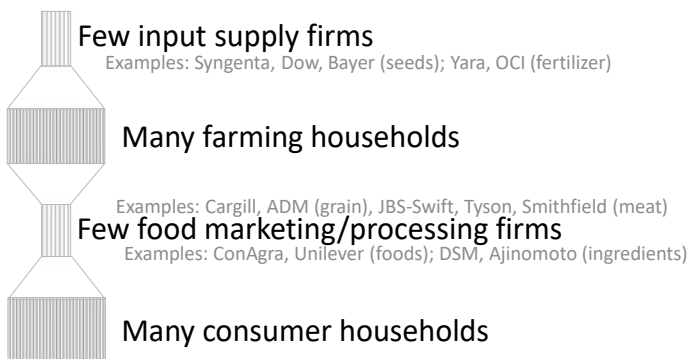 Few input supply firms
Examples: Syngenta, Dow, Bayer (seeds); Yara, OCI (fertilizer)
Many farming households
Examples: Cargill, ADM (grain), JBS-Swift, Tyson, Smithfield (meat)
Few food marketing/processing firms
Examples: ConAgra, Unilever (foods); DSM, Ajinomoto (ingredients)
Many consumer households